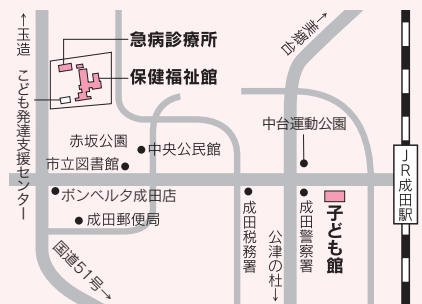 ↑玉造
こども発達支援センター
急病診療所
保健福祉館
↑美郷台
赤坂公園
中央公民館
市立図書館
中台運動公園
ボンベルタ成田店
成田郵便局
国道51号→
成田税務署
公津の杜→
成田警察署
子ども館
JR成田駅